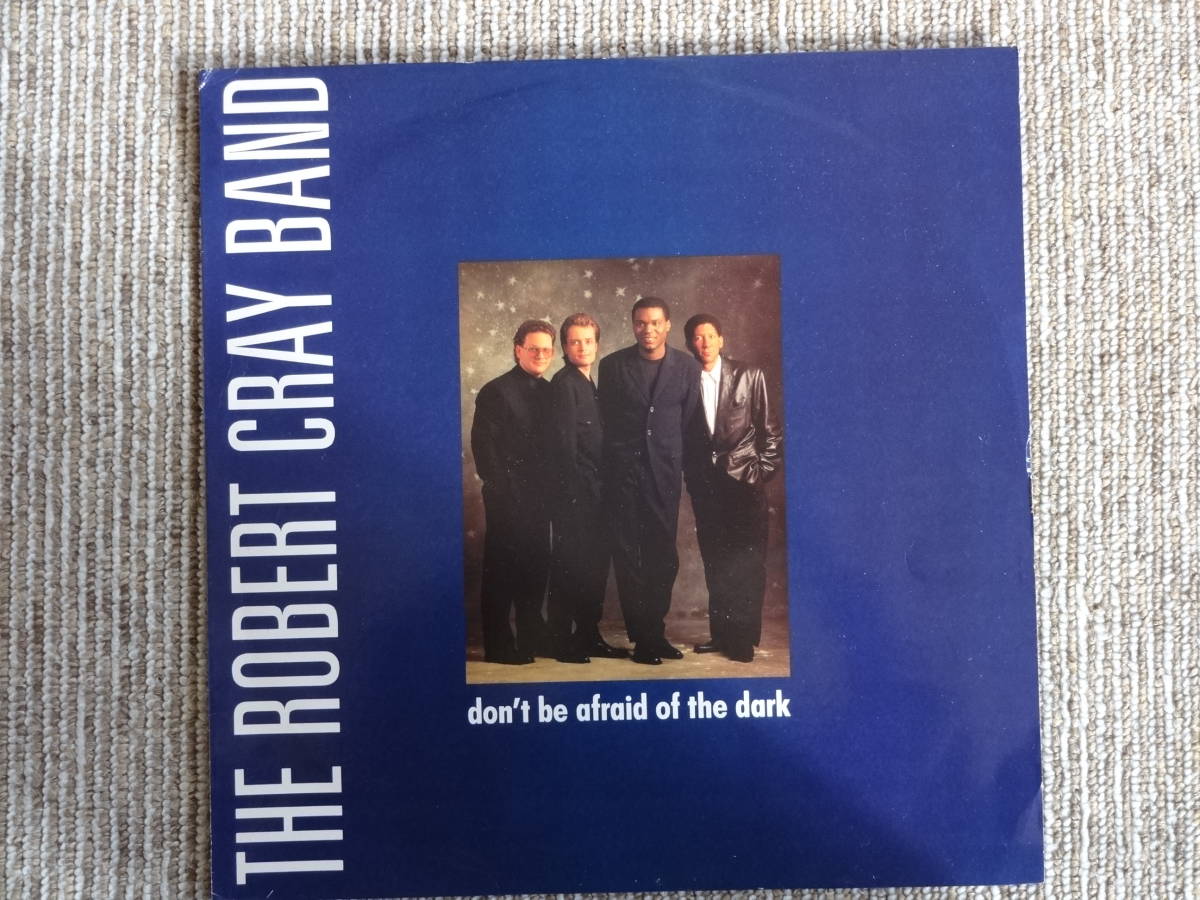 THE ROBERT CRAY BAND
don't be afraid of the dark